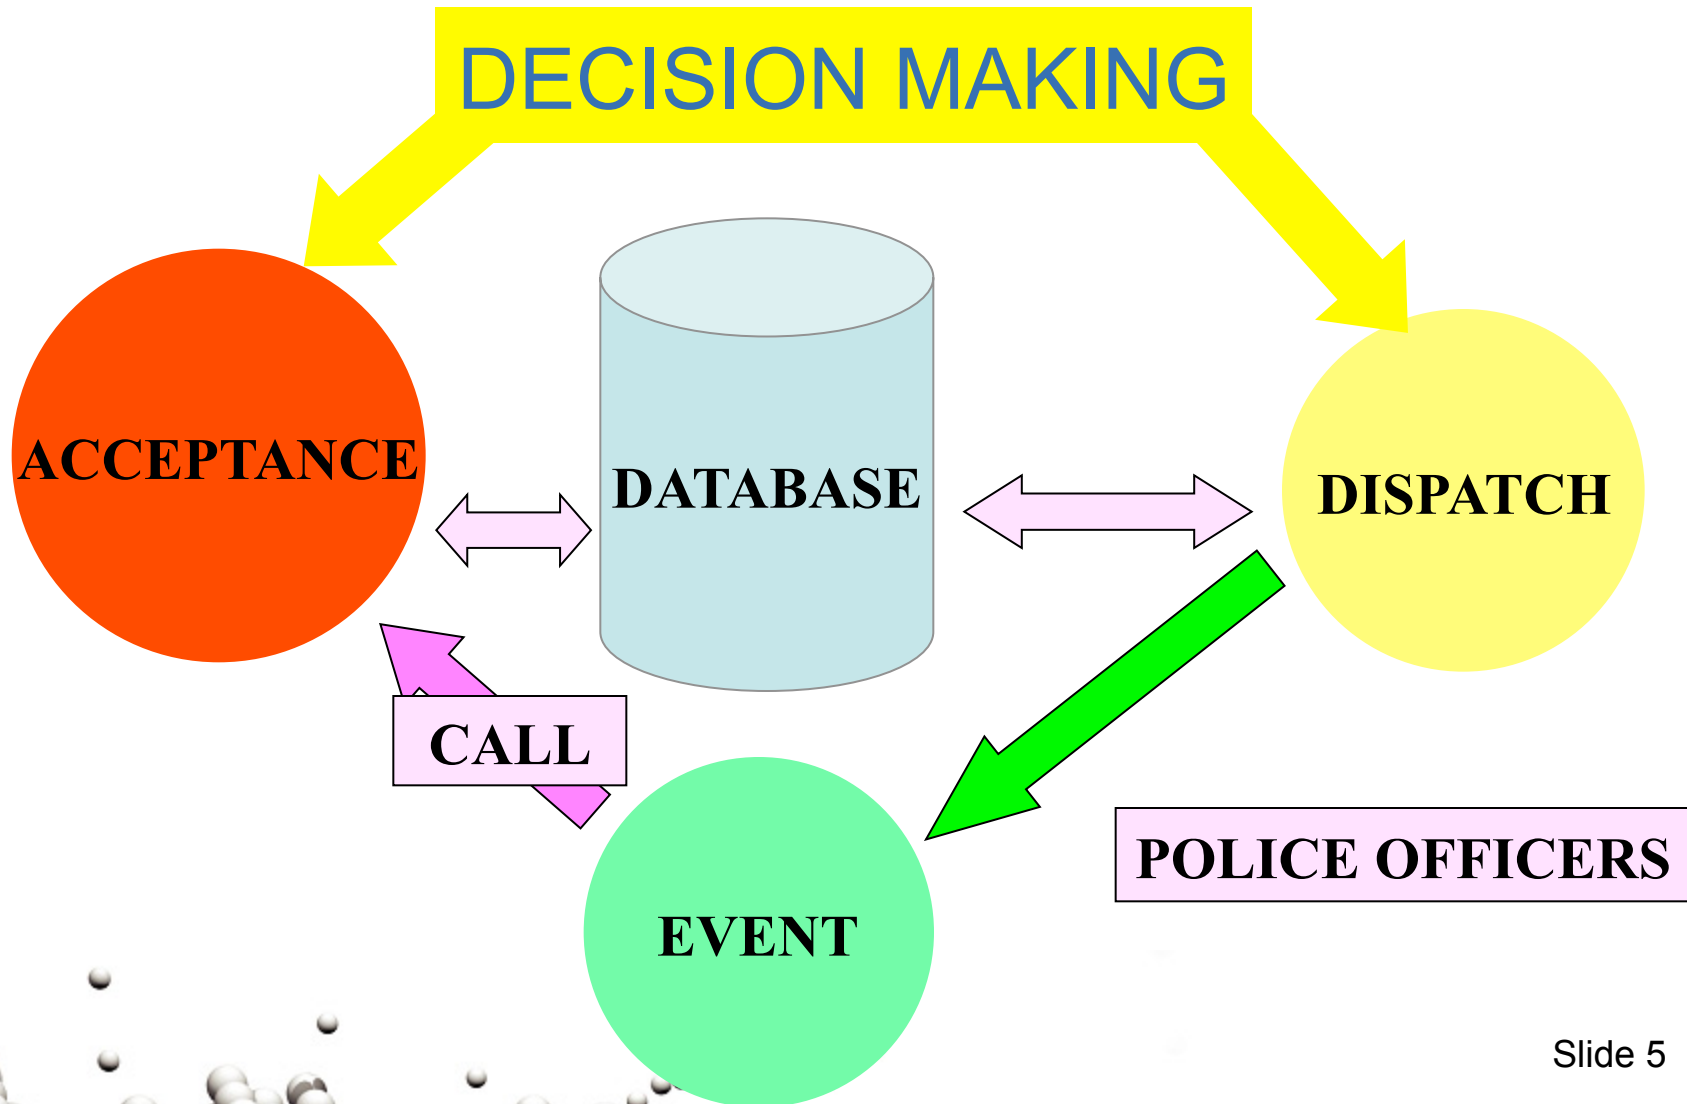 DECISION MAKING
ACCEPTANCE
DATABASE
DISPATCH
CALL
POLICE OFFICERS
EVENT
Slide 5